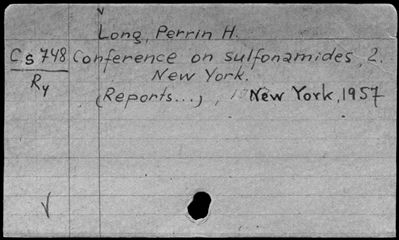 Long, Perrin H.
Cs 748 Conference on sulfonamides, 2.
Ry New York.
(Reports...), New York, 1957